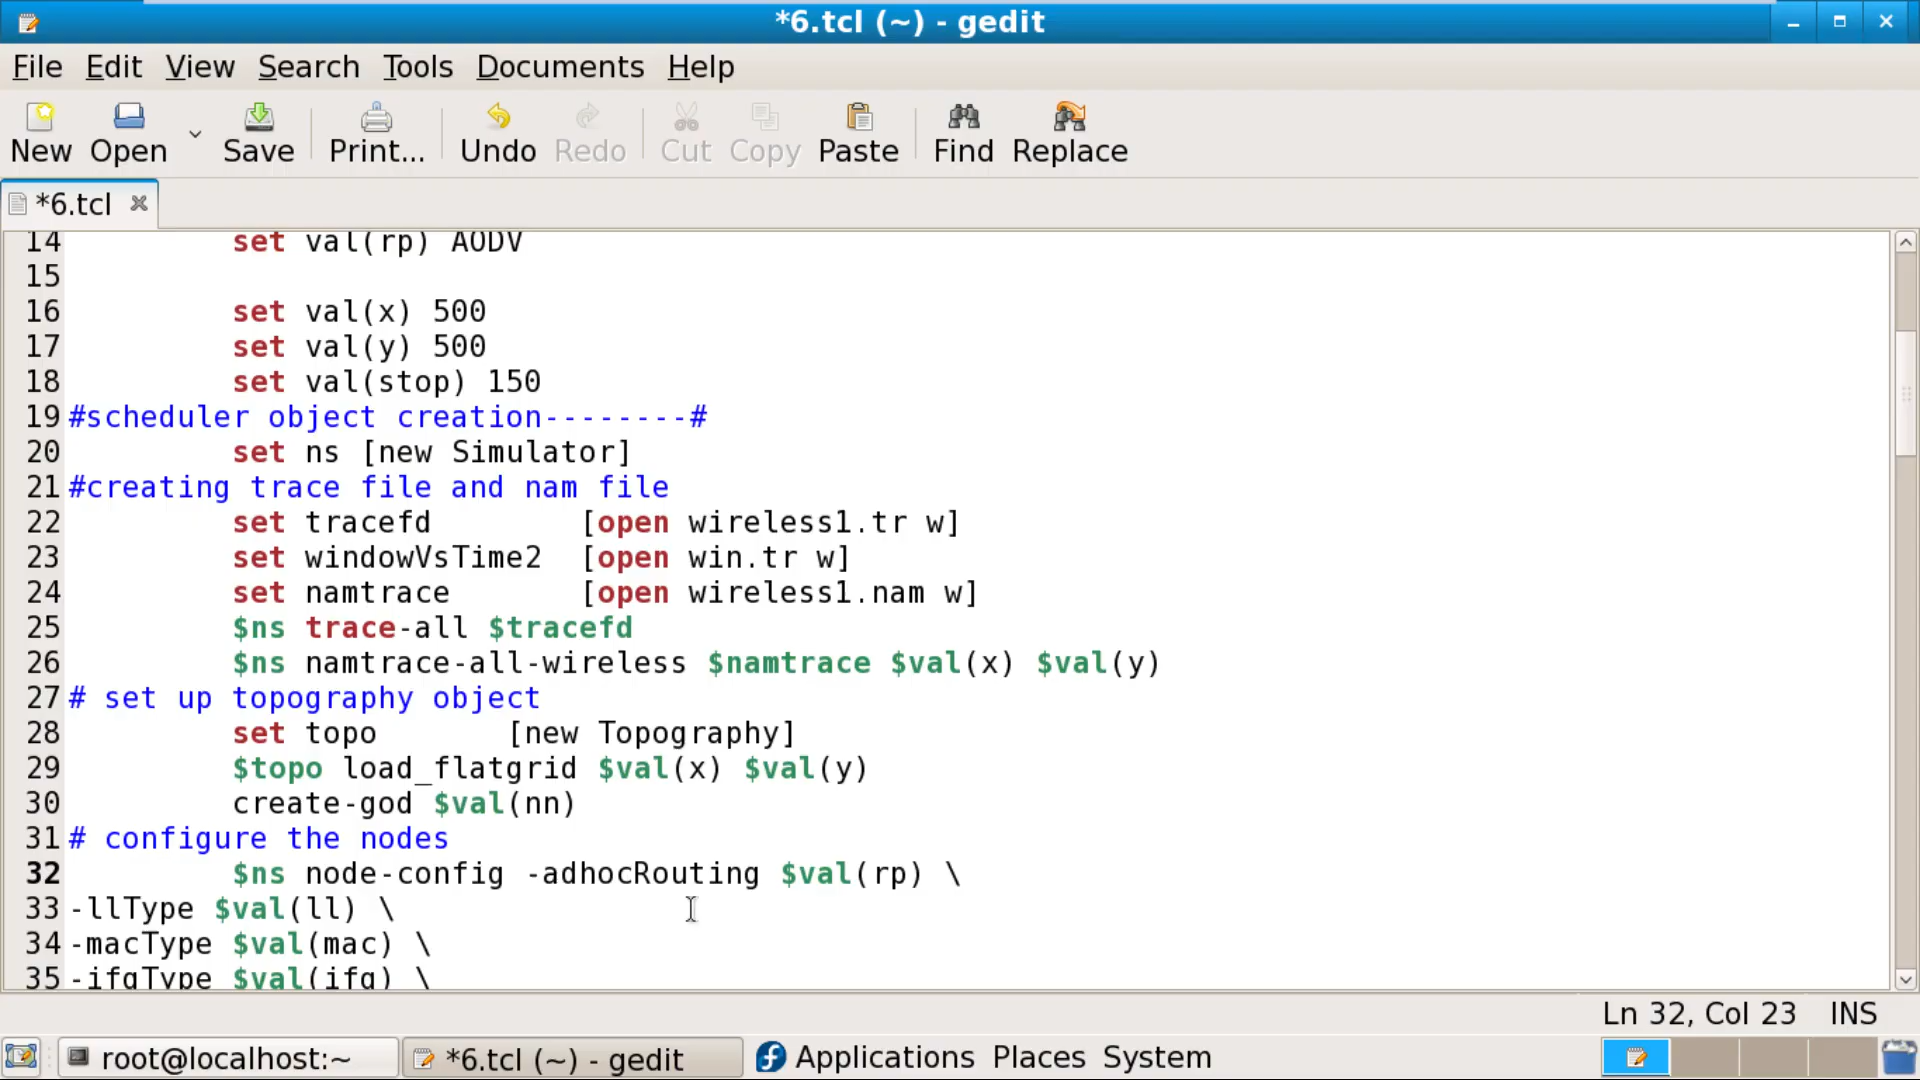 *6.tcl (~) - gedit
File Edit View Search Tools Documents Help
New Open Save Print... Undo Redo Cut Copy Paste Find Replace
*6.tcl
14 set val(rp) AODV
15
16 set val(x) 500
17 set val(y) 500
18 set val(stop) 150
19 #scheduler object creation--------#
20 set ns [new Simulator]
21 #creating trace file and nam file
22 set tracefd [open wireless1.tr w]
23 set windowVsTime2 [open win.tr w]
24 set namtrace [open wireless1.nam w]
25 $ns trace-all $tracefd
26 $ns namtrace-all-wireless $namtrace $val(x) $val(y)
27 # set up topography object
28 set topo [new Topography]
29 $topo load_flatgrid $val(x) $val(y)
30 create-god $val(nn)
31 # configure the nodes
32 $ns node-config -adhocRouting $val(rp) \
33 -llType $val(ll) \
34 -macType $val(mac) \
35 -ifqType $val(ifq) \
Ln 32, Col 23 INS
root@localhost:~ *6.tcl (~) - gedit Applications Places System